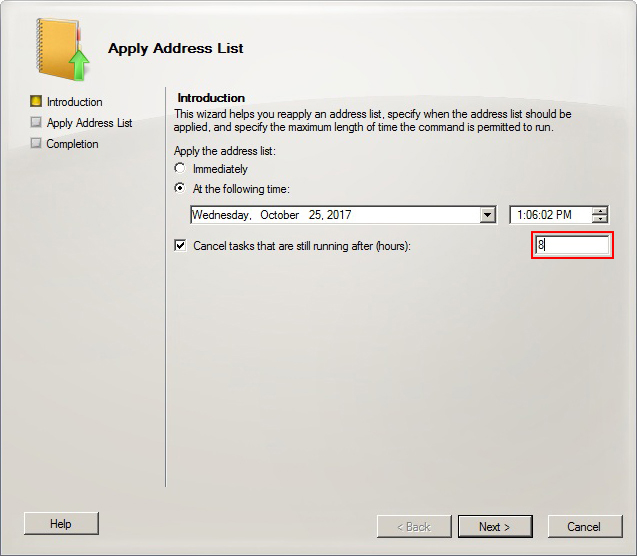 Apply Address List
Introduction
Apply Address List
Completion
Introduction
This wizard helps you reapply an address list, specify when the address list should be
applied, and specify the maximum length of time the command is permitted to run.
Apply the address list:
Immediately
At the following time:
Wednesday, October 25, 2017
1:06:02 PM
Cancel tasks that are still running after (hours):
8
Help
< Back
Next >
Cancel